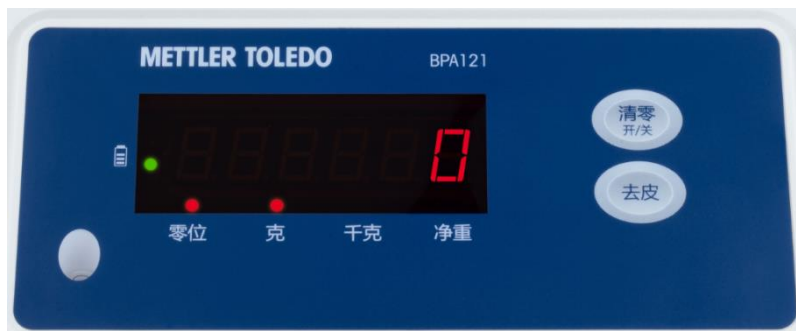 METTLER TOLEDO BPA121
清零
开/关
0
去皮
零位 克 千克 净重